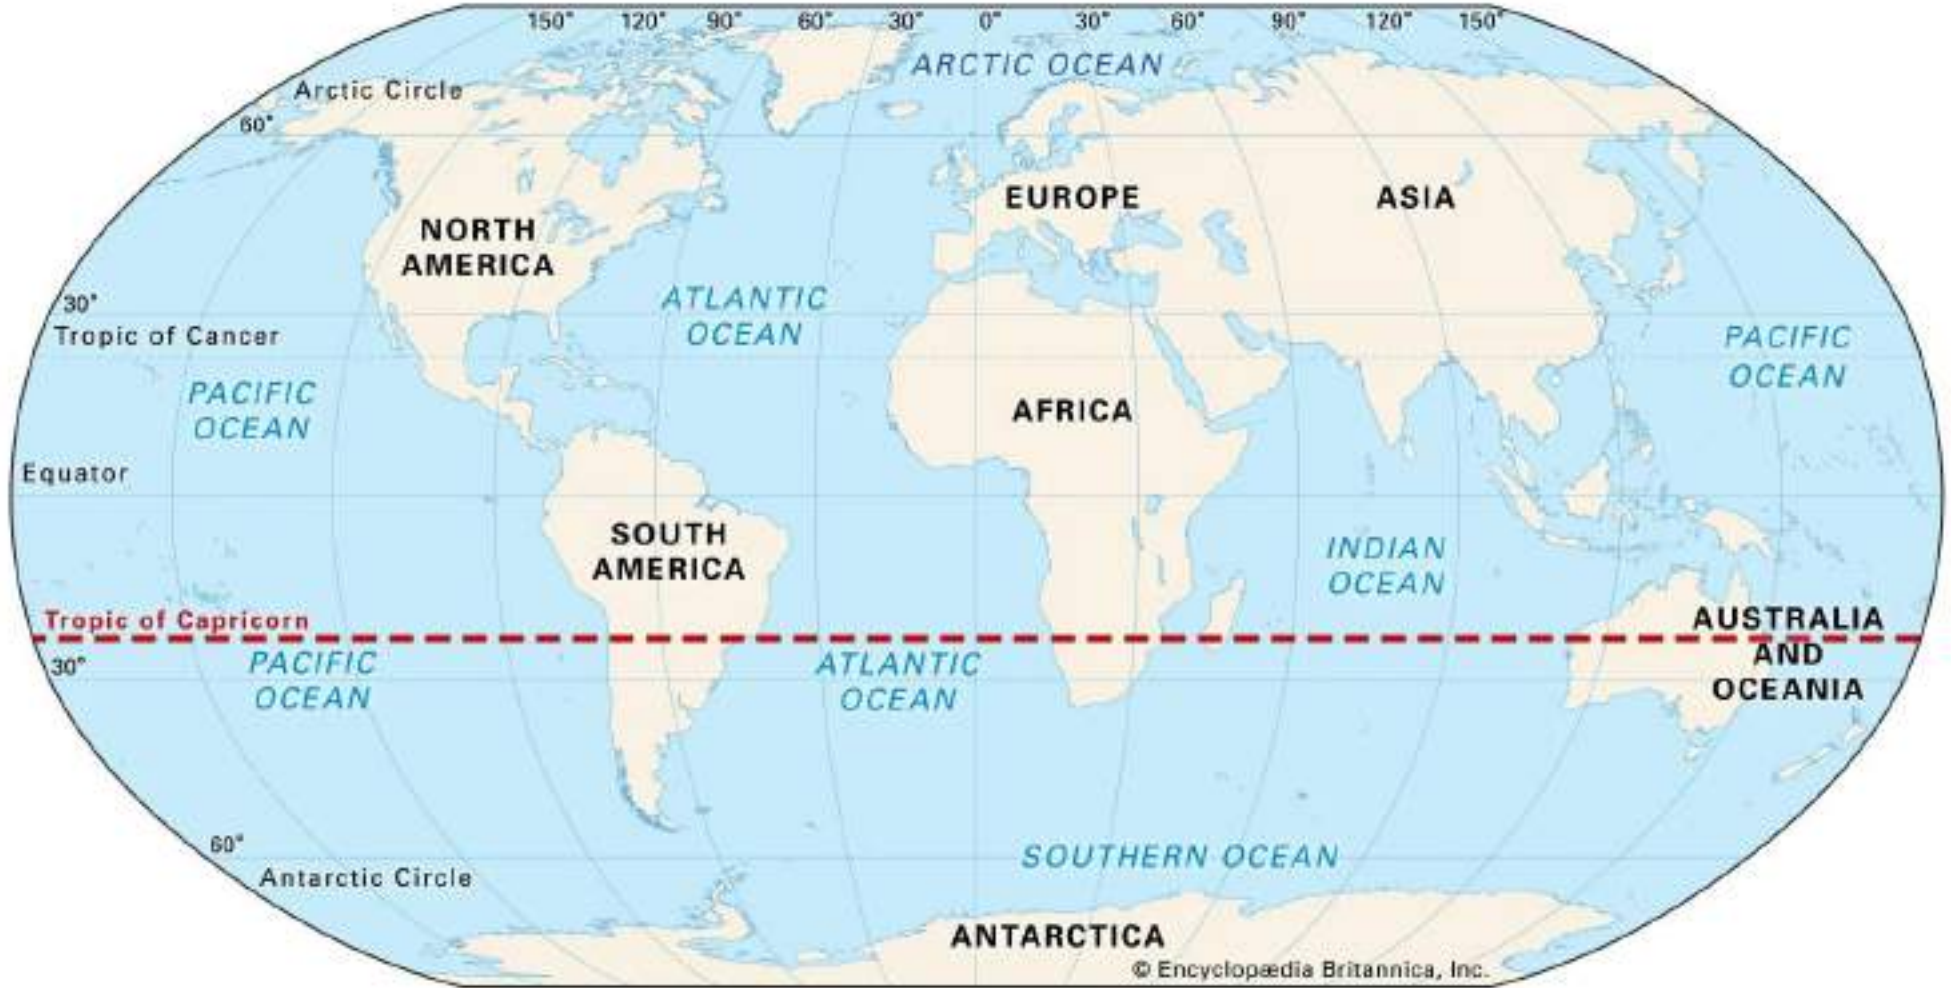 150° 120° 90° 60° 30° 0° 30° 60° 90° 120° 150°
ARCTIC OCEAN
Arctic Circle
60°
EUROPE
ASIA
NORTH
AMERICA
30°
ATLANTIC
OCEAN
Tropic of Cancer
PACIFIC
OCEAN
PACIFIC
OCEAN
AFRICA
Equator
SOUTH
AMERICA
INDIAN
OCEAN
Tropic of Capricorn
AUSTRALIA
AND
OCEANIA
30°
PACIFIC
OCEAN
ATLANTIC
OCEAN
60°
SOUTHERN OCEAN
Antarctic Circle
ANTARCTICA
© Encyclopædia Britannica, Inc.